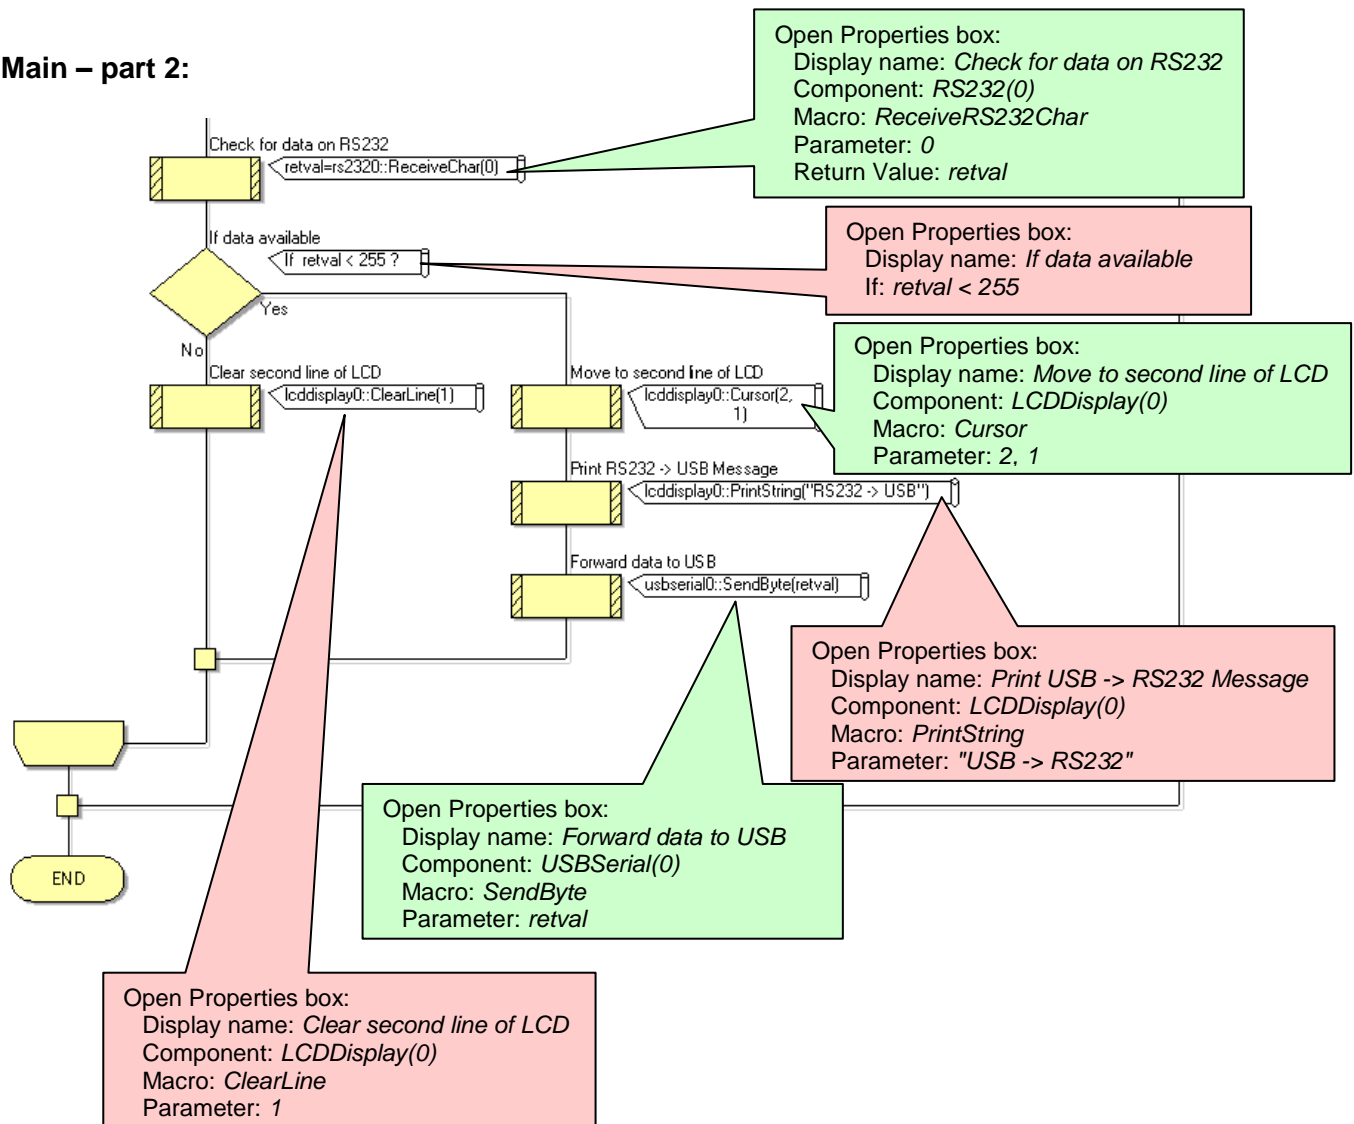 Main – part 2:
Open Properties box:
Display name: Check for data on RS232
Component: RS232(0)
Macro: ReceiveRS232Char
Parameter: 0
Return Value: retval
Check for data on RS232
retval=rs2320::ReceiveChar(0)
If data available
If  retval < 255 ?
Yes
No
Open Properties box:
Display name: If data available
If: retval < 255
Clear second line of LCD
lcddisplay0::ClearLine(1)
Move to second line of LCD
lcddisplay0::Cursor(2,
1)
Open Properties box:
Display name: Move to second line of LCD
Component: LCDDisplay(0)
Macro: Cursor
Parameter: 2, 1
Print RS232 -> USB Message
lcddisplay0::PrintString("RS232 -> USB")
Forward data to USB
usbserial0::SendByte(retval)
Open Properties box:
Display name: Print USB -> RS232 Message
Component: LCDDisplay(0)
Macro: PrintString
Parameter: "USB -> RS232"
Open Properties box:
Display name: Forward data to USB
Component: USBSerial(0)
Macro: SendByte
Parameter: retval
END
Open Properties box:
Display name: Clear second line of LCD
Component: LCDDisplay(0)
Macro: ClearLine
Parameter: 1